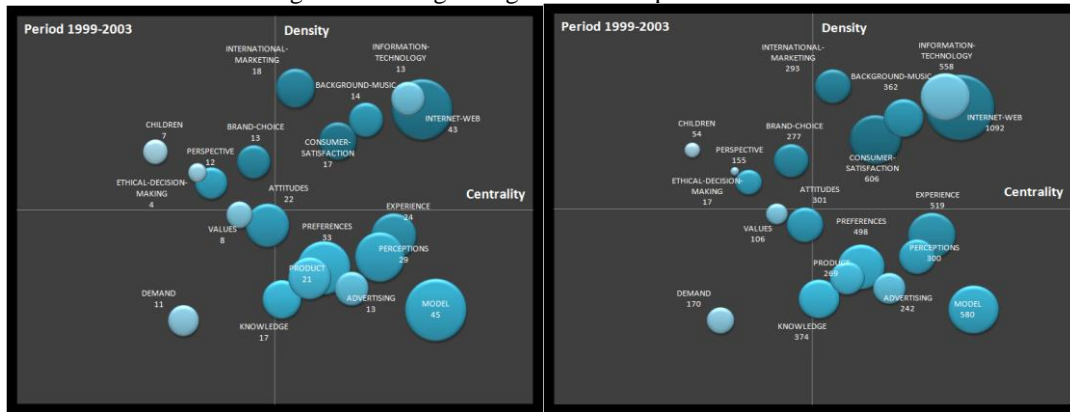 Period 1999-2003
Density
INTERNATIONAL-
MARKETING
18
INFORMATION-
TECHNOLOGY
13
BACKGROUND-MUSIC
14
INTERNET-WEB
43
CHILDREN
7
BRAND-CHOICE
13
CONSUMER-
SATISFACTION
17
PERSPECTIVE
12
ETHICAL-DECISION-
MAKING
4
ATTITUDES
22
Centrality
VALUES
8
PREFERENCES
33
EXPERIENCE
24
PERCEPTIONS
29
PRODUCT
21
ADVERTISING
13
DEMAND
11
MODEL
45
KNOWLEDGE
17
Period 1999-2003
Density
INTERNATIONAL-
MARKETING
293
INFORMATION-
TECHNOLOGY
558
BACKGROUND-MUSIC
362
INTERNET-WEB
1092
CHILDREN
54
BRAND-CHOICE
277
CONSUMER-
SATISFACTION
606
PERSPECTIVE
155
ETHICAL-DECISION-
MAKING
17
ATTITUDES
301
Centrality
VALUES
106
PREFERENCES
498
EXPERIENCE
519
PERCEPTIONS
300
PRODUCT
269
ADVERTISING
242
DEMAND
170
MODEL
580
KNOWLEDGE
374